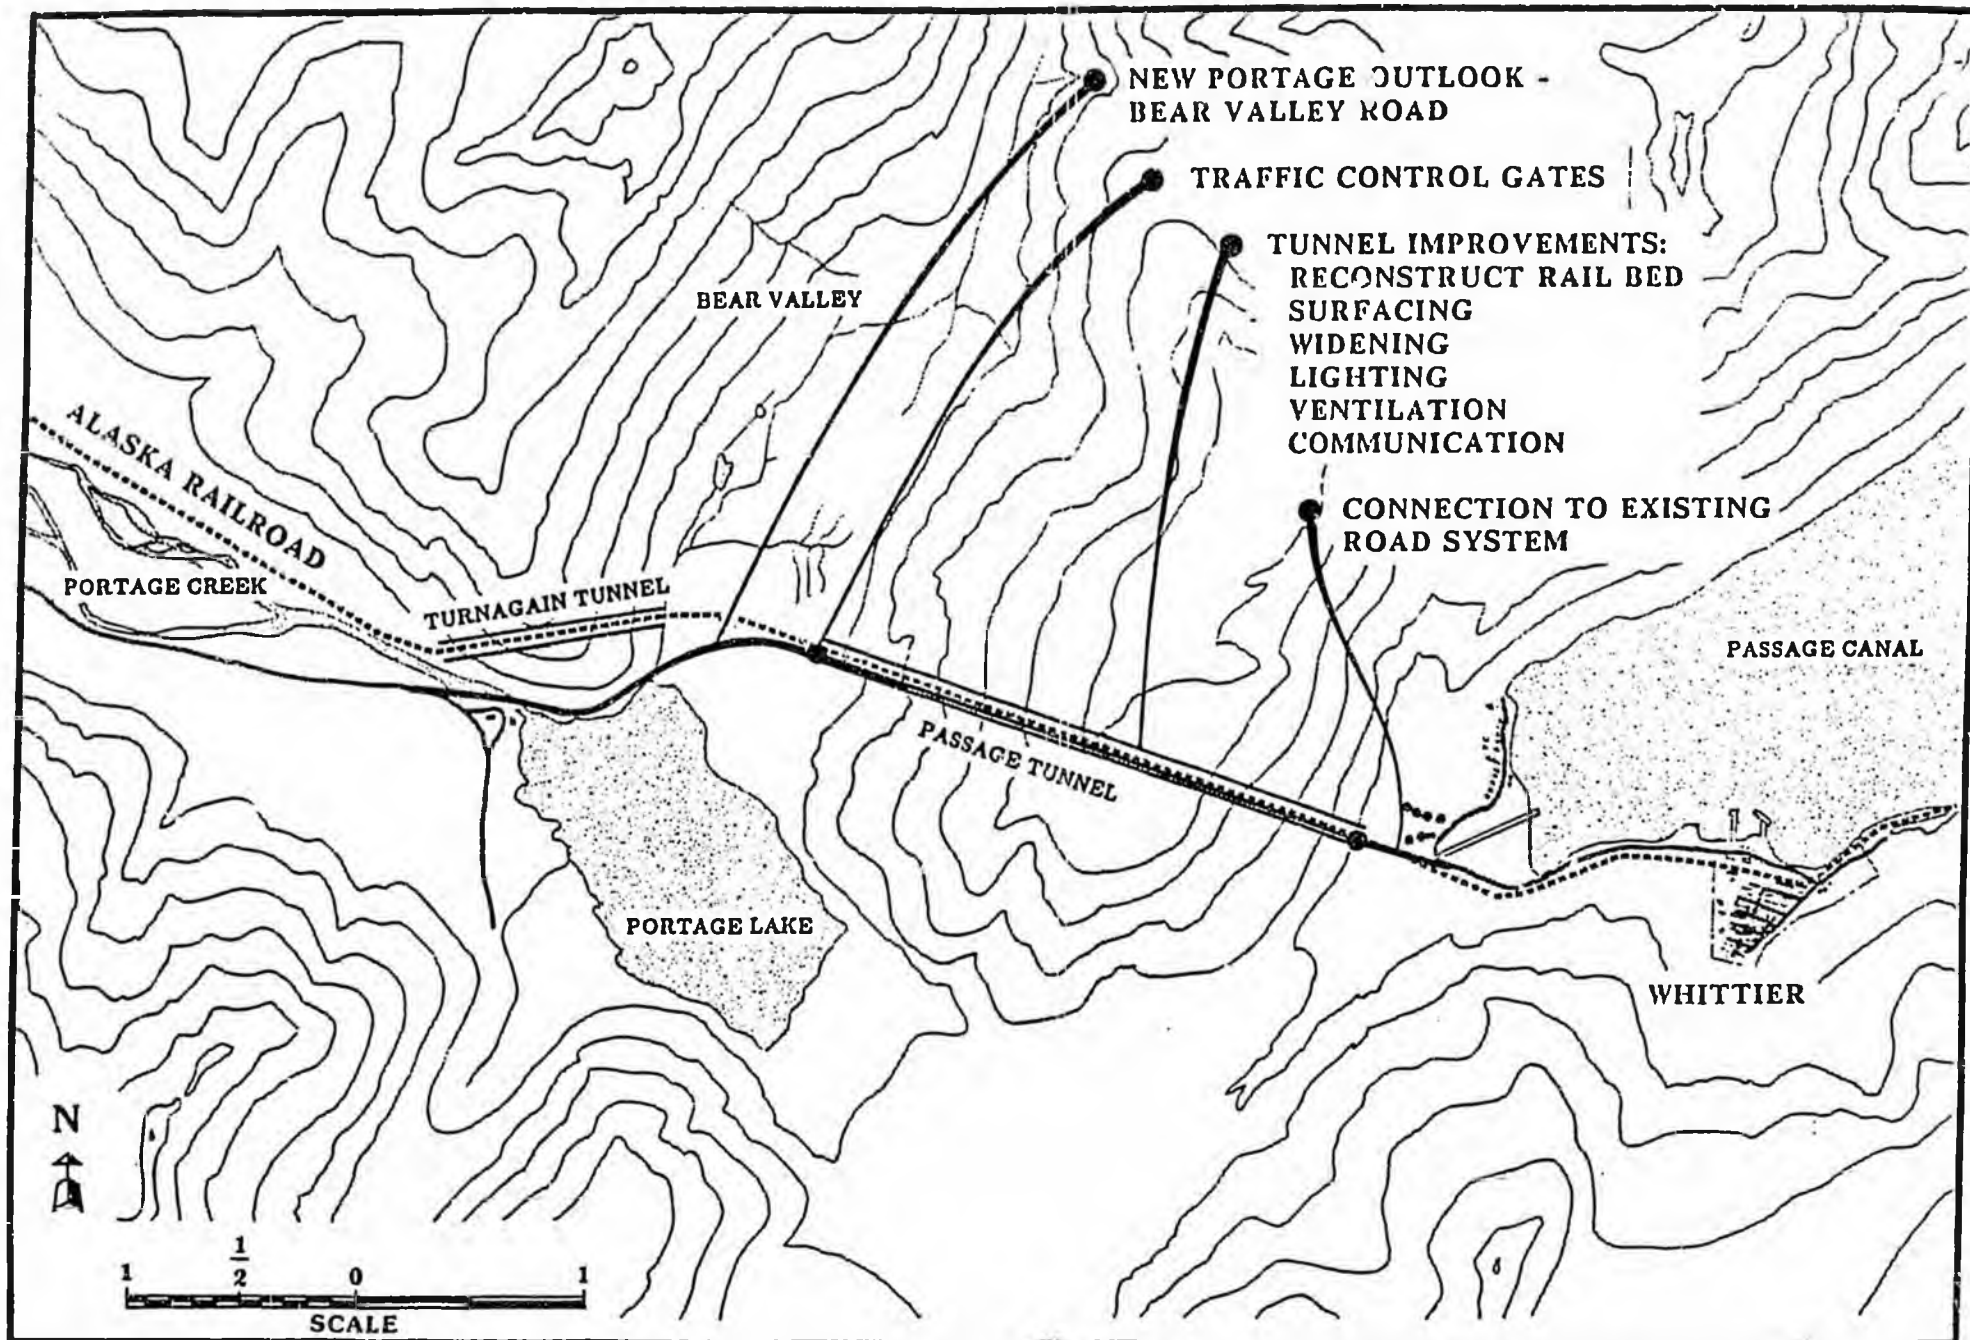 NEW PORTAGE OUTLOOK -
BEAR VALLEY ROAD
TRAFFIC CONTROL GATES
TUNNEL IMPROVEMENTS:
RECONSTRUCT RAIL BED
SURFACING
WIDENING
LIGHTING
VENTILATION
COMMUNICATION
BEAR VALLEY
ALASKA RAILROAD
CONNECTION TO EXISTING
ROAD SYSTEM
PORTAGE CREEK
TURNAGAIN TUNNEL
PASSAGE CANAL
PASSAGE TUNNEL
PORTAGE LAKE
WHITTIER
N
1 1/2 0 1
SCALE